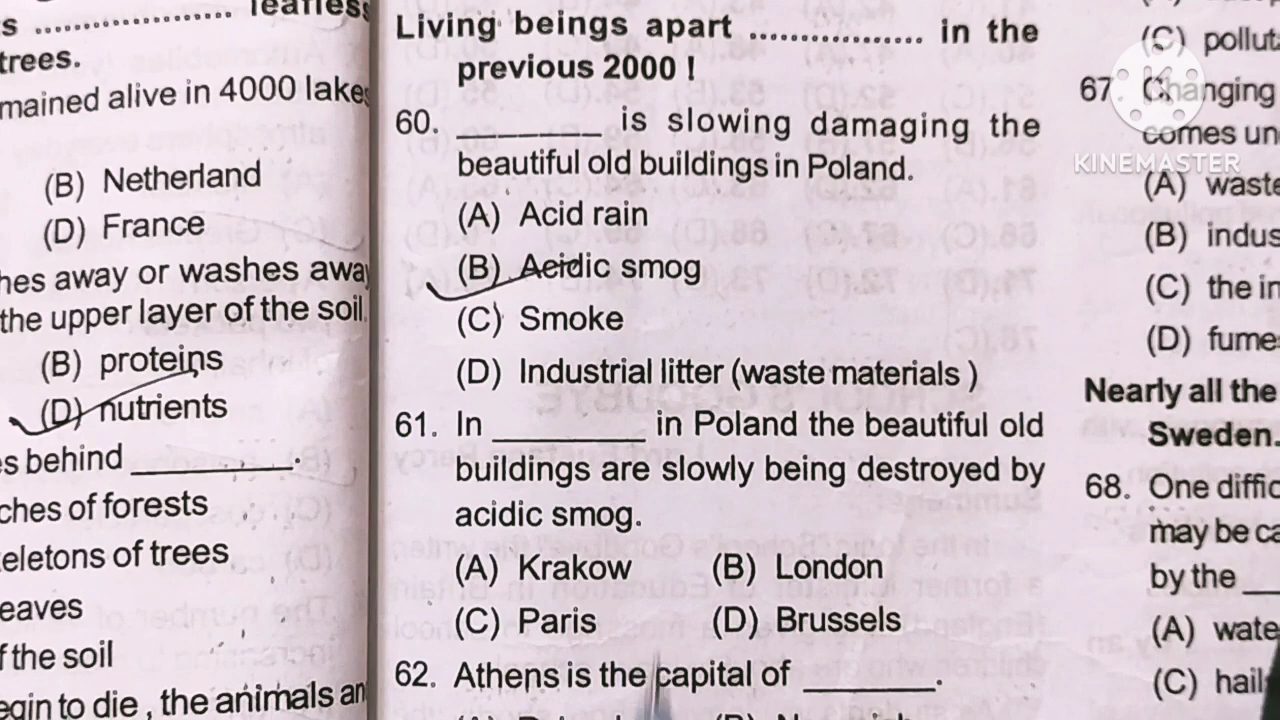 s ................... leafless
trees.
mained alive in 4000 lakes
(B) Netherland
(D) France
hes away or washes away
the upper layer of the soil.
(B) proteins
(D) nutrients
es behind __________.
ches of forests
eletons of trees
eaves
f the soil
egin to die , the animals an
Living beings apart ................. in the
previous 2000 !
60. __________ is slowing damaging the
beautiful old buildings in Poland.
(A) Acid rain
(B) Acidic smog
(C) Smoke
(D) Industrial litter (waste materials )
61. In __________ in Poland the beautiful old
buildings are slowly being destroyed by
acidic smog.
(A) Krakow (B) London
(C) Paris (D) Brussels
62. Athens is the capital of ________.
(C) pollut
67. Changing
comes un
(A) waste
(B) indus
(C) the in
(D) fume
Nearly all the
Sweden.
68. One diffic
may be ca
by the __
(A) wate
(C) hail
KINEMASTER